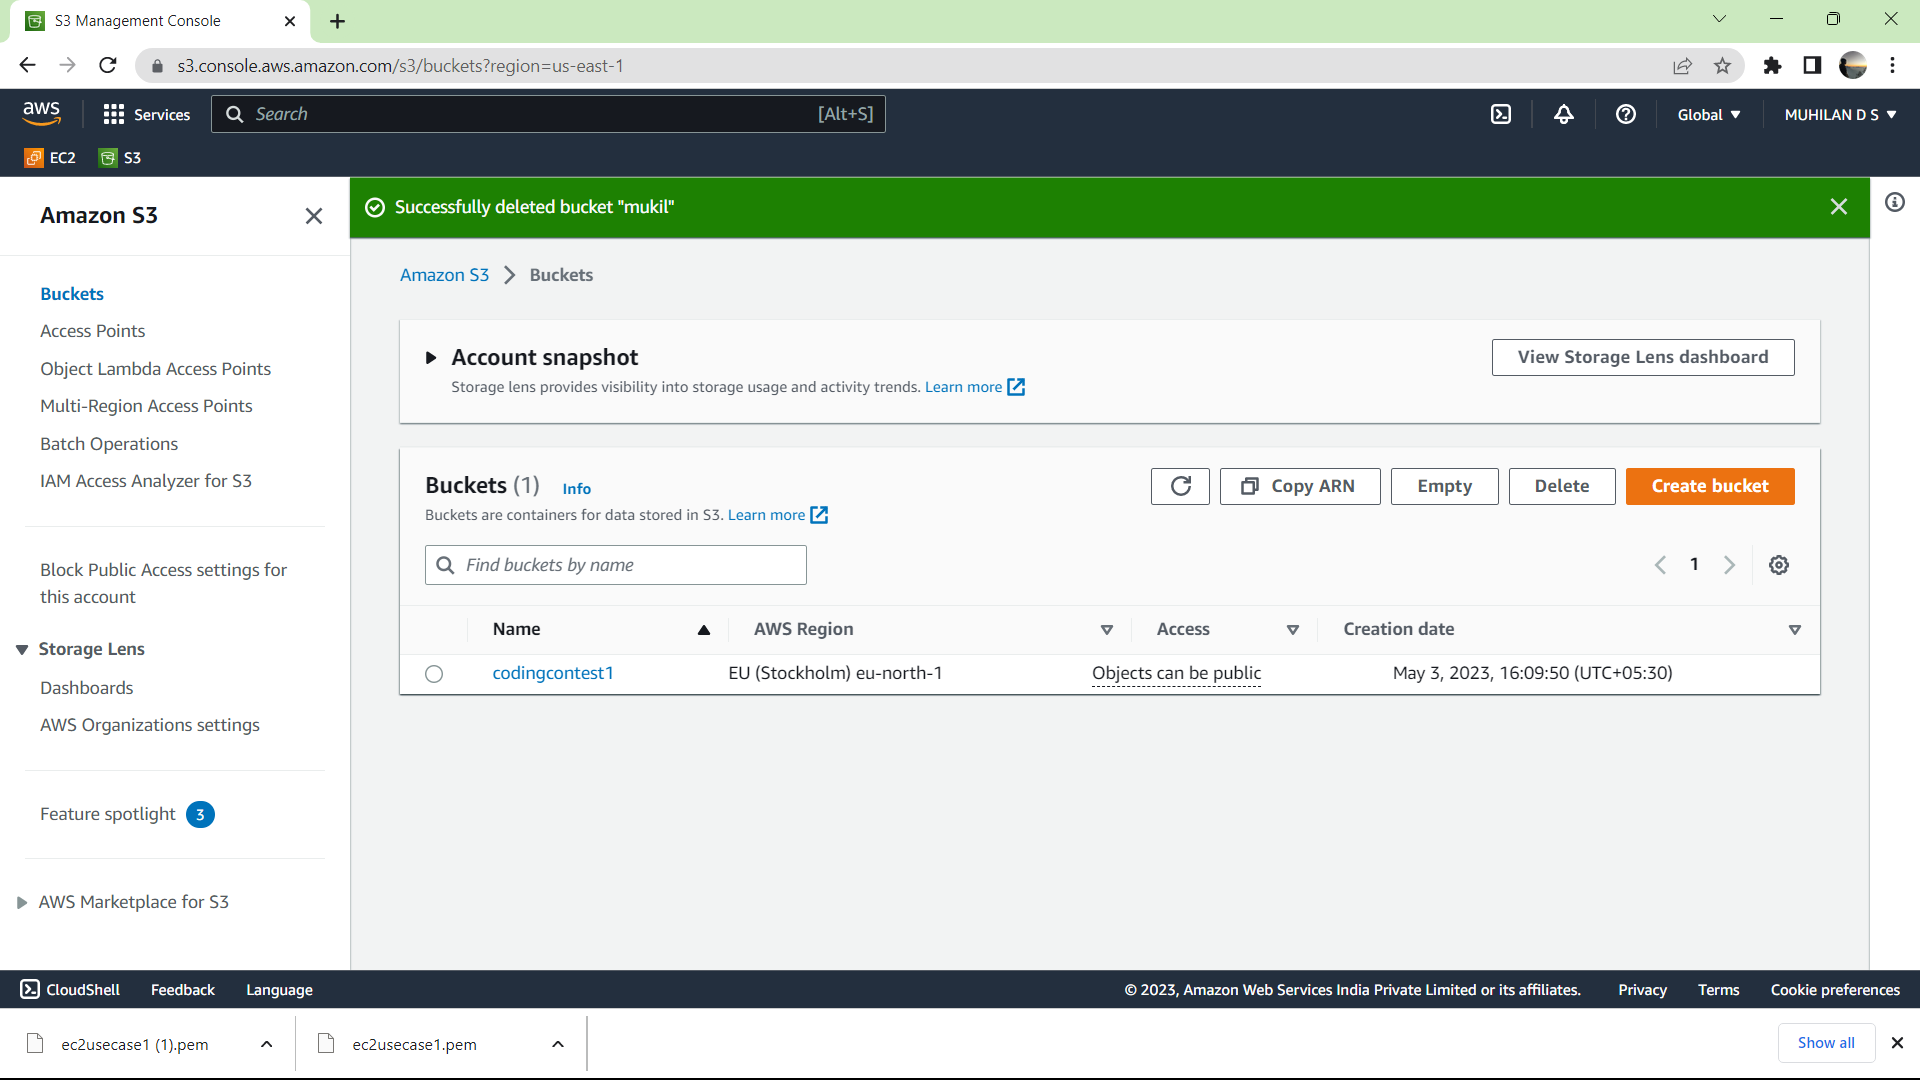 S3 Management Console
s3.console.aws.amazon.com/s3/buckets?region=us-east-1
aws Services Search [Alt+S] Global MUHILAN D S
EC2 S3
Amazon S3
Buckets
Access Points
Object Lambda Access Points
Multi-Region Access Points
Batch Operations
IAM Access Analyzer for S3
Block Public Access settings for
this account
Storage Lens
Dashboards
AWS Organizations settings
Feature spotlight 3
AWS Marketplace for S3
Successfully deleted bucket "mukil"
Amazon S3 Buckets
Account snapshot
View Storage Lens dashboard
Storage lens provides visibility into storage usage and activity trends. Learn more
Buckets (1) Info
Copy ARN Empty Delete Create bucket
Buckets are containers for data stored in S3. Learn more
Find buckets by name
1
Name AWS Region Access Creation date
codingcontest1 EU (Stockholm) eu-north-1 Objects can be public May 3, 2023, 16:09:50 (UTC+05:30)
CloudShell Feedback Language © 2023, Amazon Web Services India Private Limited or its affiliates. Privacy Terms Cookie preferences
ec2usecase1 (1).pem ec2usecase1.pem Show all